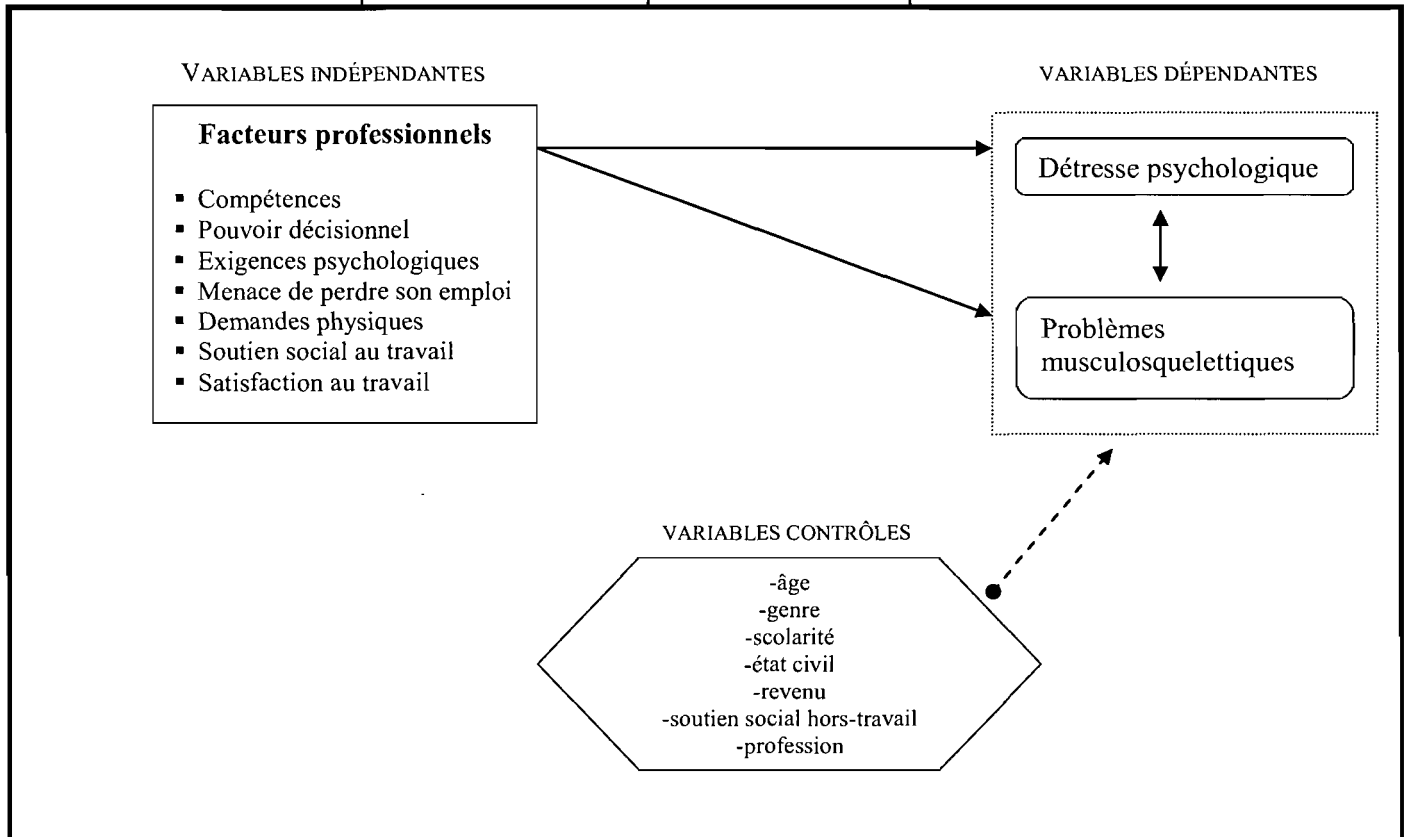 VARIABLES INDÉPENDANTES
Facteurs professionnels
▪ Compétences
▪ Pouvoir décisionnel
▪ Exigences psychologiques
▪ Menace de perdre son emploi
▪ Demandes physiques
▪ Soutien social au travail
▪ Satisfaction au travail
VARIABLES DÉPENDANTES
Détresse psychologique
Problèmes
musculosquelettiques
VARIABLES CONTRÔLES
-âge
-genre
-scolarité
-état civil
-revenu
-soutien social hors-travail
-profession